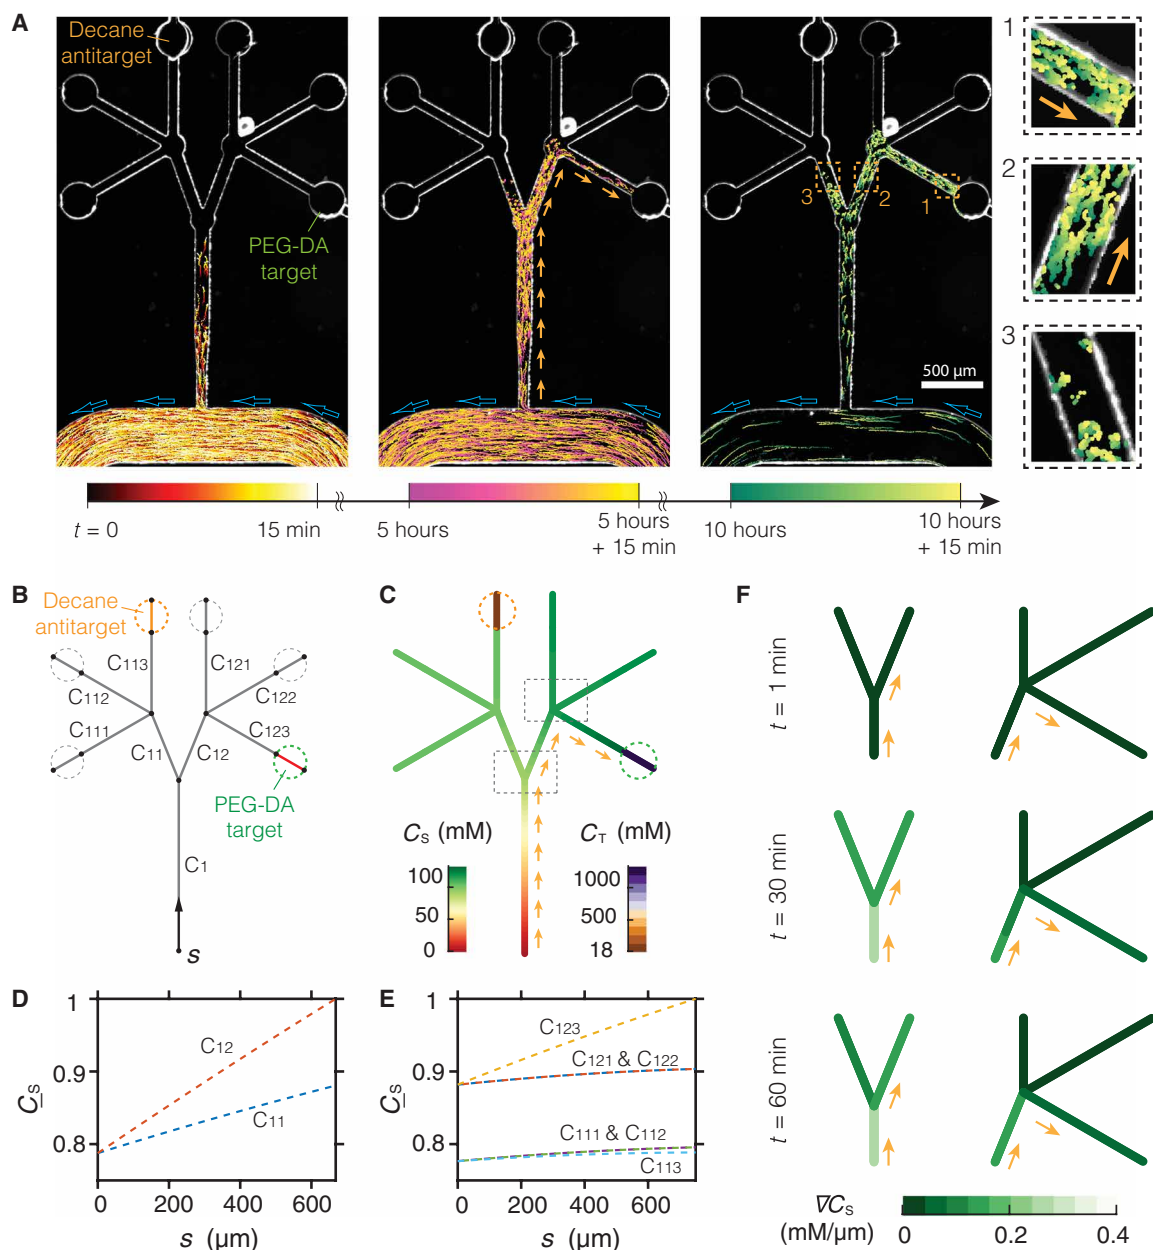 A
Decane
antitarget
PEG-DA
target
3
2
1
500 µm
1
2
3
t = 0
15 min
5 hours
5 hours
+ 15 min
10 hours
10 hours
+ 15 min
B
Decane
antitarget
C113
C121
C112
C122
C111
C123
C11
C12
PEG-DA
target
C1
s
C
Cs (mM)
100
50
0
CT (mM)
1000
500
18
D
1
0.9
0.8
Cs
C12
C11
0
200
400
600
s (µm)
E
1
0.9
0.8
Cs
C123
C121 & C122
C111 & C112
C113
0
200
400
600
s (µm)
F
t = 1 min
t = 30 min
t = 60 min
∇Cs
(mM/µm)
0
0.2
0.4